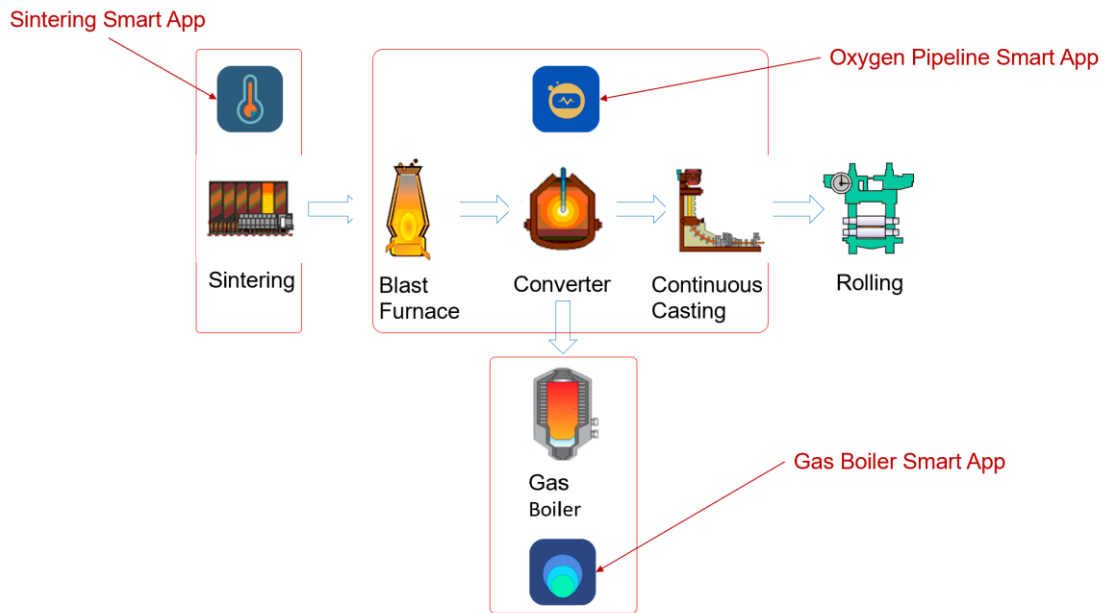 Sintering Smart App
Oxygen Pipeline Smart App
Sintering
Blast
Furnace
Converter
Continuous
Casting
Rolling
Gas
Boiler
Gas Boiler Smart App